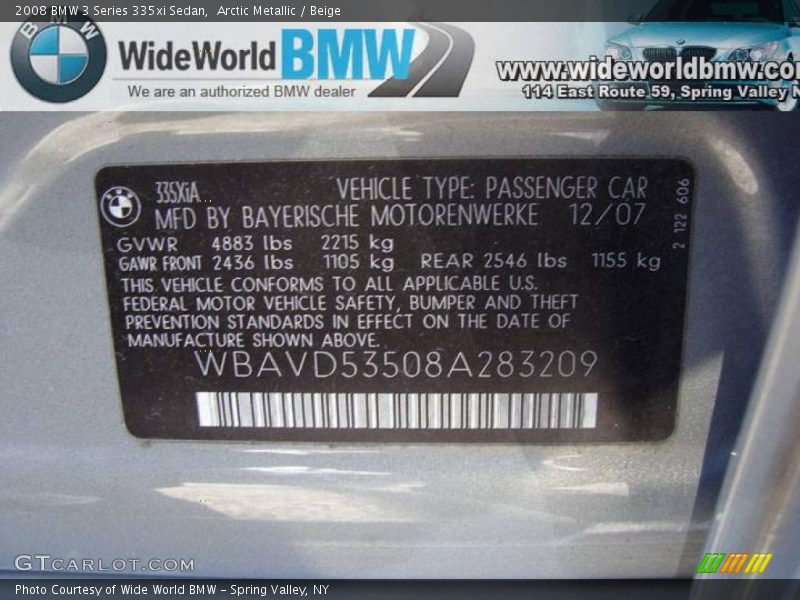 2008 BMW 3 Series 335xi Sedan, Arctic Metallic / Beige
BMW
WideWorld BMW
We are an authorized BMW dealer
www.wideworldbmw.co
114 East Route 59, Spring Valley N
335XiA
VEHICLE TYPE: PASSENGER CAR
MFD BY BAYERISCHE MOTORENWERKE 12/07
2 122 606
GVWR 4883 lbs 2215 kg
GAWR FRONT 2436 lbs 1105 kg REAR 2546 lbs 1155 kg
THIS VEHICLE CONFORMS TO ALL APPLICABLE U.S.
FEDERAL MOTOR VEHICLE SAFETY, BUMPER AND THEFT
PREVENTION STANDARDS IN EFFECT ON THE DATE OF
MANUFACTURE SHOWN ABOVE.
WBAVD53508A283209
GTCARLOT.COM
Photo Courtesy of Wide World BMW - Spring Valley, NY